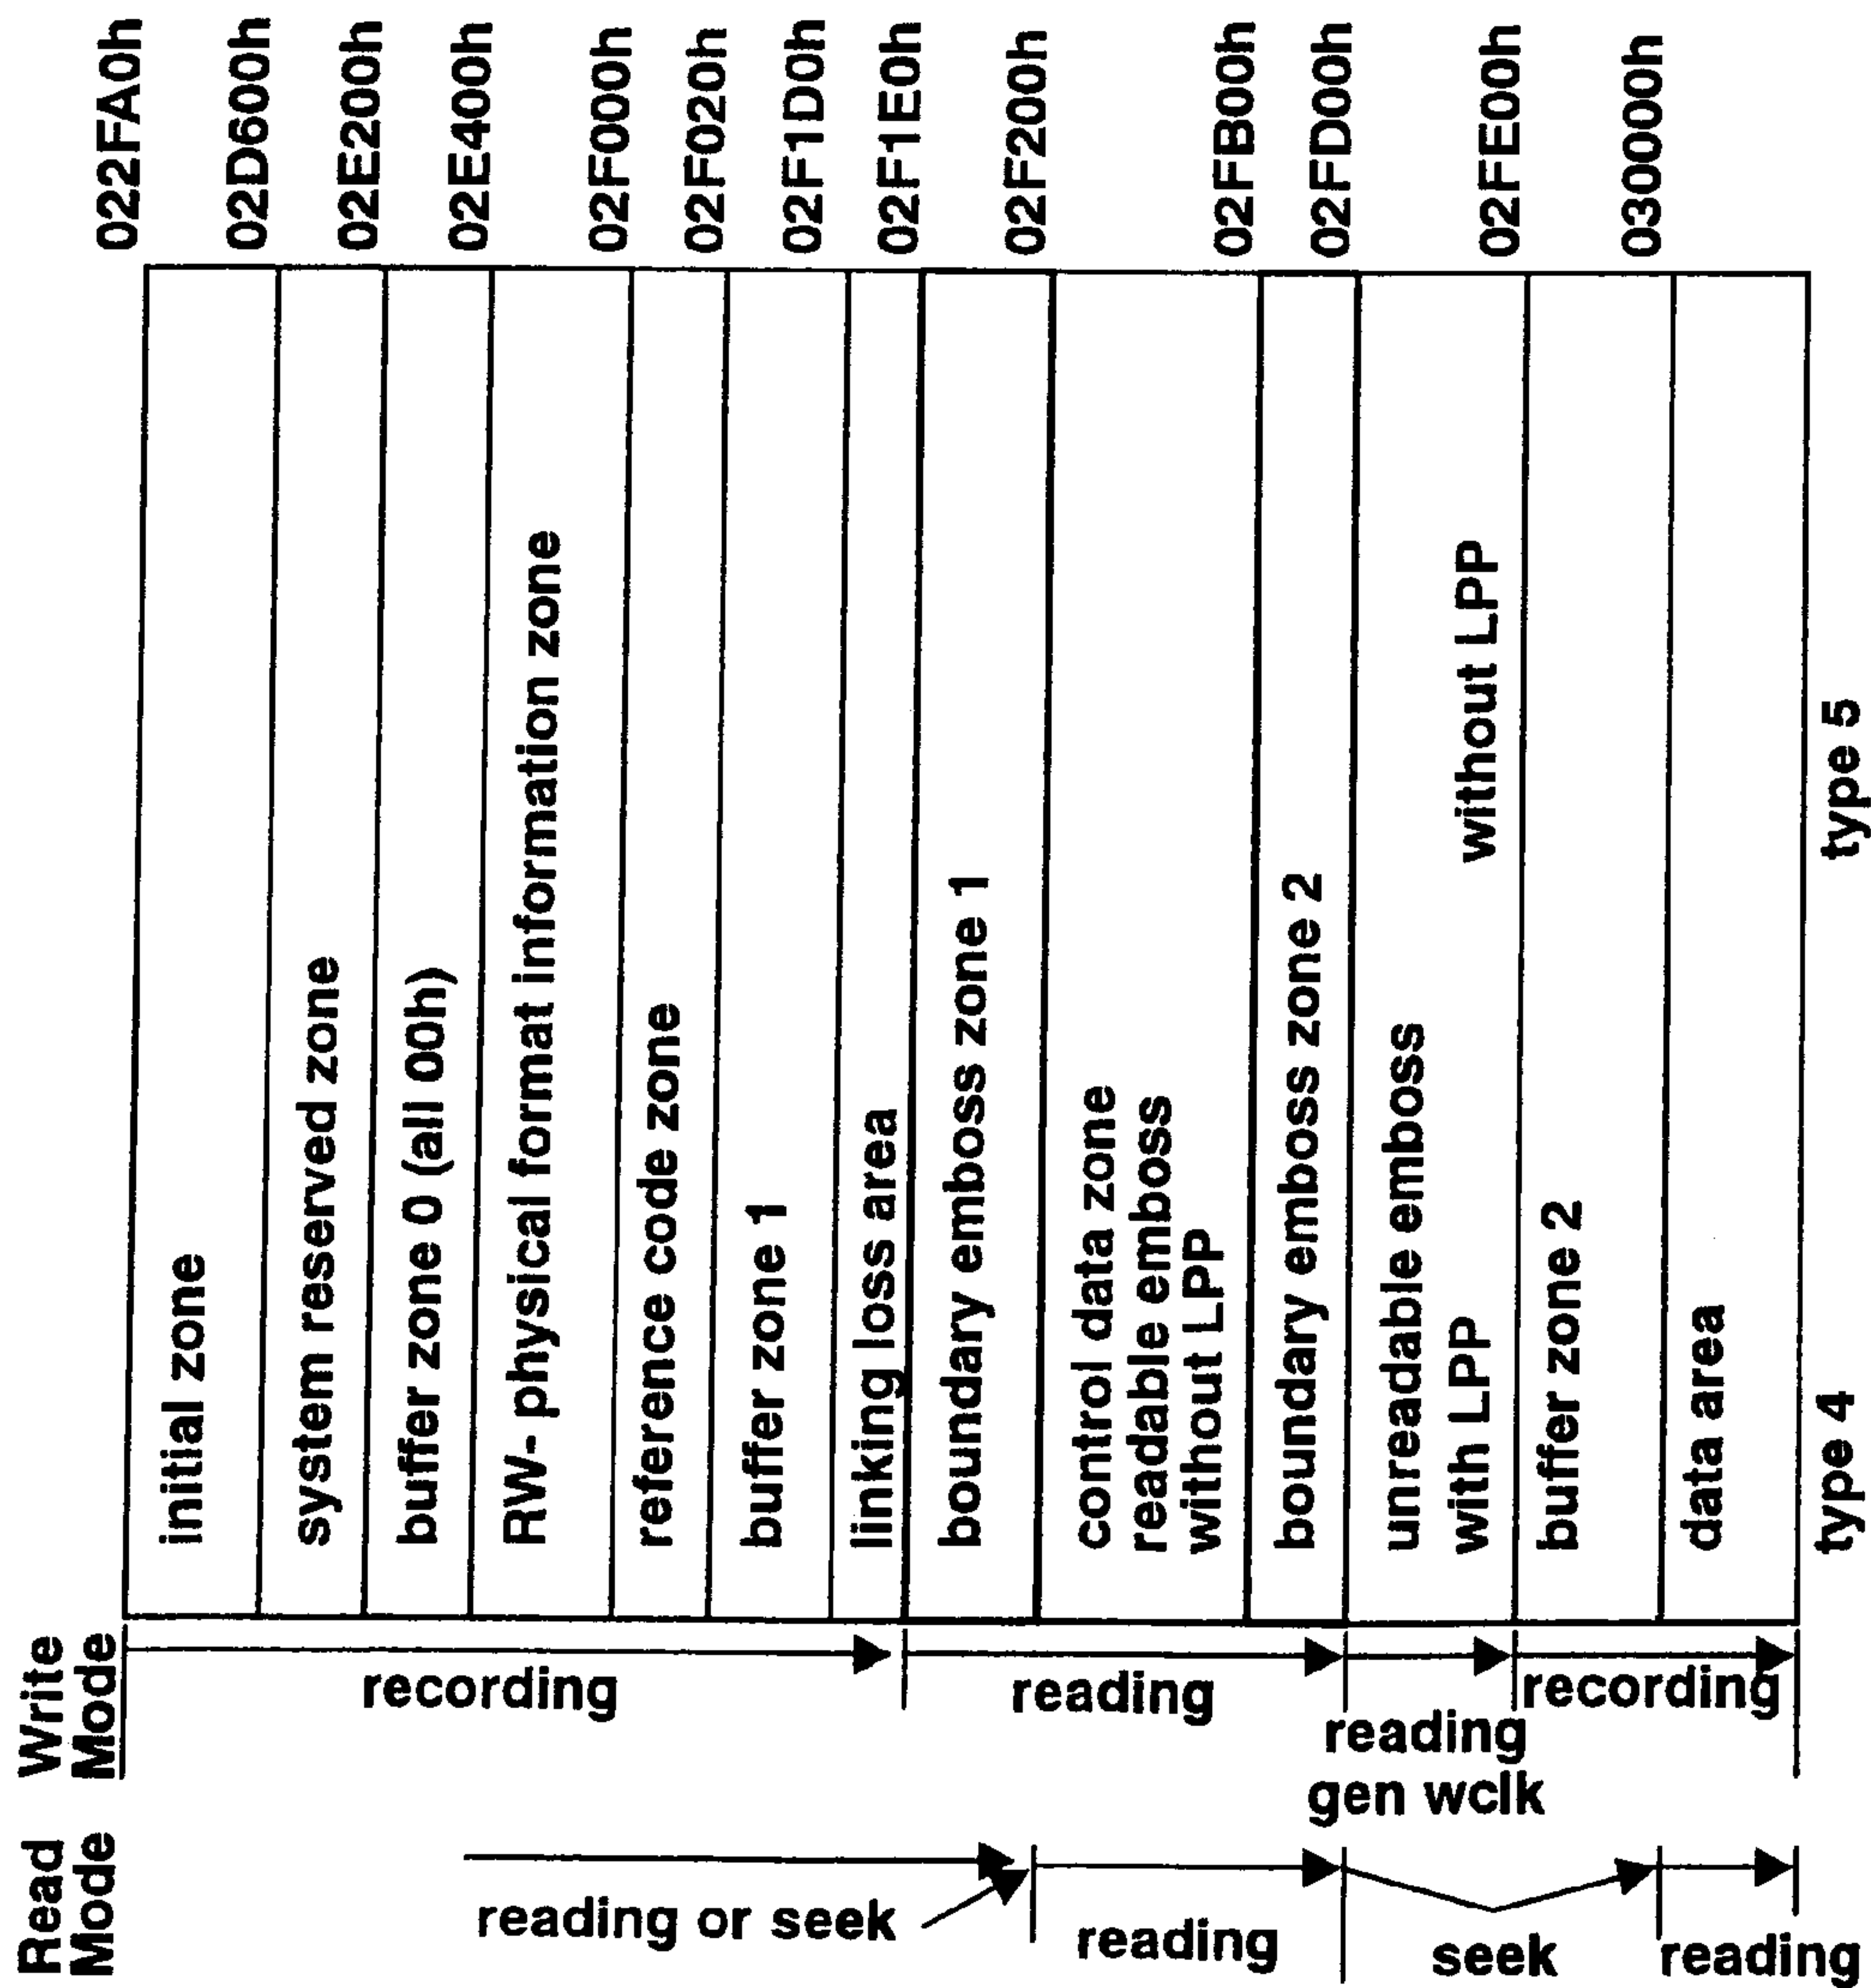 022FA0h
02D600h
02E200h
02E400h
02F000h
02F020h
02F1D0h
02F1E0h
02F200h
02FB00h
02FD00h
02FE00h
030000h
initial zone
system reserved zone
buffer zone 0 (all 00h)
RW- physical format information zone
reference code zone
buffer zone 1
linking loss area
boundary emboss zone 1
control data zone
readable emboss
without LPP
boundary emboss zone 2
unreadable emboss
with LPP
without LPP
buffer zone 2
data area
type 4
type 5
Write
Mode
recording
reading
reading
gen wclk
recording
Read
Mode
reading or seek
reading
seek
reading